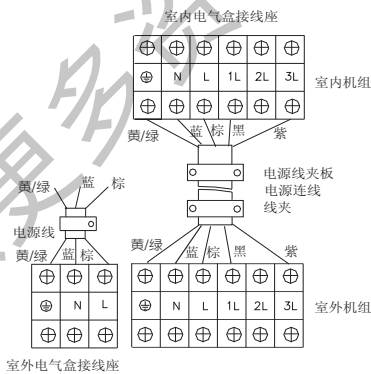 室内电气盒接线座
N L 1L 2L 3L
室内机组
黄/绿 蓝 棕 黑 紫
电源线夹板
电源连线
线夹
黄/绿 蓝 棕
电源线
黄/绿 蓝 棕
N L
室外电气盒接线座
黄/绿 蓝 棕 黑 紫
N L 1L 2L 3L
室外机组
更多资